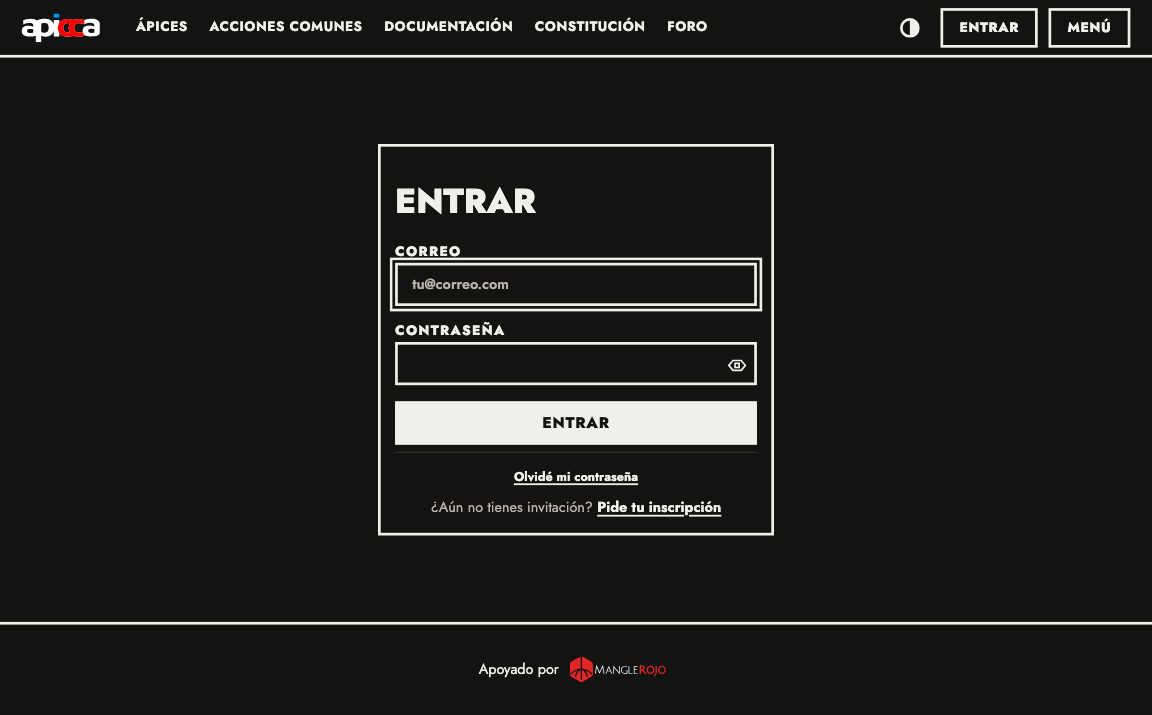 apicca
ÁPICES ACCIONES COMUNES DOCUMENTACIÓN CONSTITUCIÓN FORO ENTRAR MENÚ
ENTRAR
CORREO
tu@correo.com
CONTRASEÑA
ENTRAR
Olvidé mi contraseña
¿Aún no tienes invitación? Pide tu inscripción
Apoyado por MANGLEROJO